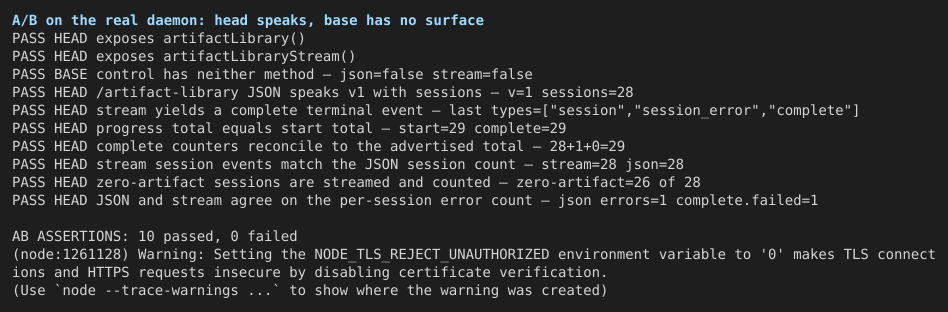 A/B on the real daemon: head speaks, base has no surface
PASS HEAD exposes artifactLibrary()
PASS HEAD exposes artifactLibraryStream()
PASS BASE control has neither method — json=false stream=false
PASS HEAD /artifact-library JSON speaks v1 with sessions — v=1 sessions=28
PASS HEAD stream yields a complete terminal event — last types=["session","session_error","complete"]
PASS HEAD progress total equals start total — start=29 complete=29
PASS HEAD complete counters reconcile to the advertised total — 28+1+0=29
PASS HEAD stream session events match the JSON session count — stream=28 json=28
PASS HEAD zero-artifact sessions are streamed and counted — zero-artifact=26 of 28
PASS HEAD JSON and stream agree on the per-session error count — json errors=1 complete.failed=1
AB ASSERTIONS: 10 passed, 0 failed
(node:1261128) Warning: Setting the NODE_TLS_REJECT_UNAUTHORIZED environment variable to '0' makes TLS connect
ions and HTTPS requests insecure by disabling certificate verification.
(Use `node --trace-warnings ...` to show where the warning was created)